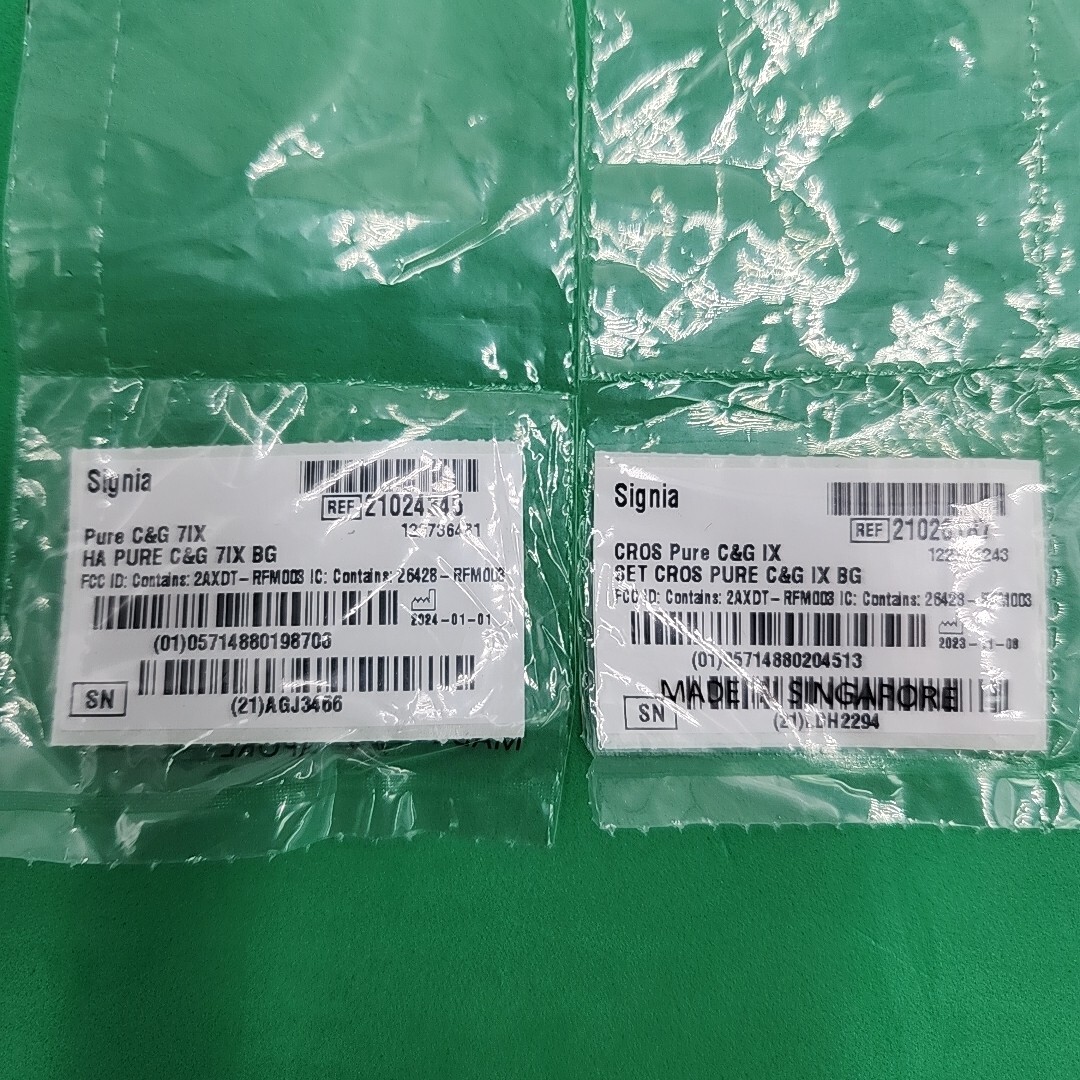 Signia
REF
Pure C&G 7IX
HA PURE C&G 7IX BG
FCC ID: Contains: 2AXDT-RFM003 IC: Contains: 26428-RFM003
2024-01-01
(01)05714880198703
SN
(21)AGJ3466
Signia
REF
CROS Pure C&G IX
SET CROS PURE C&G IX BG
FCC ID: Contains: 2AXDT-RFM003 IC: Contains:
(01)05714880204513
MADE SINGAPORE
SN